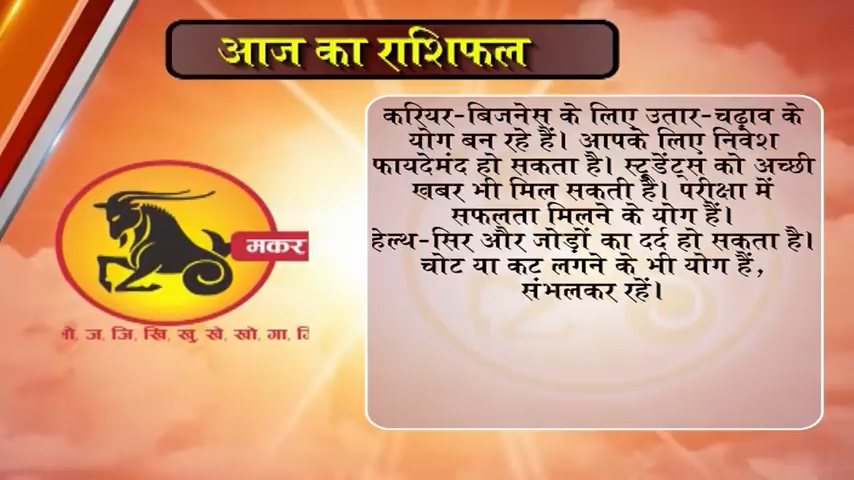 आज का राशिफल
करियर-बिजनेस के लिए उतार-चढ़ाव के
योग बन रहे हैं। आपके लिए निवेश
फायदेमंद हो सकता है। स्टूडेंट्स को अच्छी
खबर भी मिल सकती है। परीक्षा में
सफलता मिलने के योग हैं।
हेल्थ-सिर और जोड़ों का दर्द हो सकता है।
चोट या कट लगने के भी योग हैं,
संभलकर रहें।
मकर
ज, जि, खि, खु, खे, खो, गा,